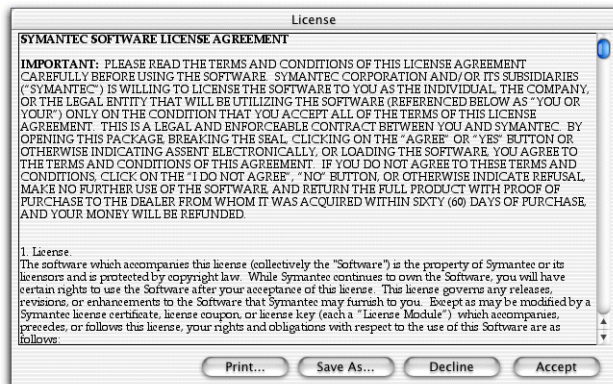 License
SYMANTEC SOFTWARE LICENSE AGREEMENT
IMPORTANT: PLEASE READ THE TERMS AND CONDITIONS OF THIS LICENSE AGREEMENT
CAREFULLY BEFORE USING THE SOFTWARE. SYMANTEC CORPORATION AND/OR ITS SUBSIDIARIES
("SYMANTEC") IS WILLING TO LICENSE THE SOFTWARE TO YOU AS THE INDIVIDUAL, THE COMPANY,
OR THE LEGAL ENTITY THAT WILL BE UTILIZING THE SOFTWARE (REFERENCED BELOW AS "YOU OR
YOUR") ONLY ON THE CONDITION THAT YOU ACCEPT ALL OF THE TERMS OF THIS LICENSE
AGREEMENT. THIS IS A LEGAL AND ENFORCEABLE CONTRACT BETWEEN YOU AND SYMANTEC. BY
OPENING THIS PACKAGE, BREAKING THE SEAL, CLICKING ON THE "AGREE" OR "YES" BUTTON OR
OTHERWISE INDICATING ASSENT ELECTRONICALLY, OR LOADING THE SOFTWARE, YOU AGREE TO
THE TERMS AND CONDITIONS OF THIS AGREEMENT. IF YOU DO NOT AGREE TO THESE TERMS AND
CONDITIONS, CLICK ON THE "I DO NOT AGREE", "NO" BUTTON, OR OTHERWISE INDICATE REFUSAL,
MAKE NO FURTHER USE OF THE SOFTWARE, AND RETURN THE FULL PRODUCT WITH PROOF OF
PURCHASE TO THE DEALER FROM WHOM IT WAS ACQUIRED WITHIN SIXTY (60) DAYS OF PURCHASE,
AND YOUR MONEY WILL BE REFUNDED.
1. License.
The software which accompanies this license (collectively the "Software") is the property of Symantec or its
licensors and is protected by copyright law. While Symantec continues to own the Software, you will have
certain rights to use the Software after your acceptance of this license. This license governs any releases,
revisions, or enhancements to the Software that Symantec may furnish to you. Except as may be modified by a
Symantec license certificate, license coupon, or license key (each a "License Module") which accompanies,
precedes, or follows this license, your rights and obligations with respect to the use of this Software are as
follows:
Print... Save As... Decline Accept